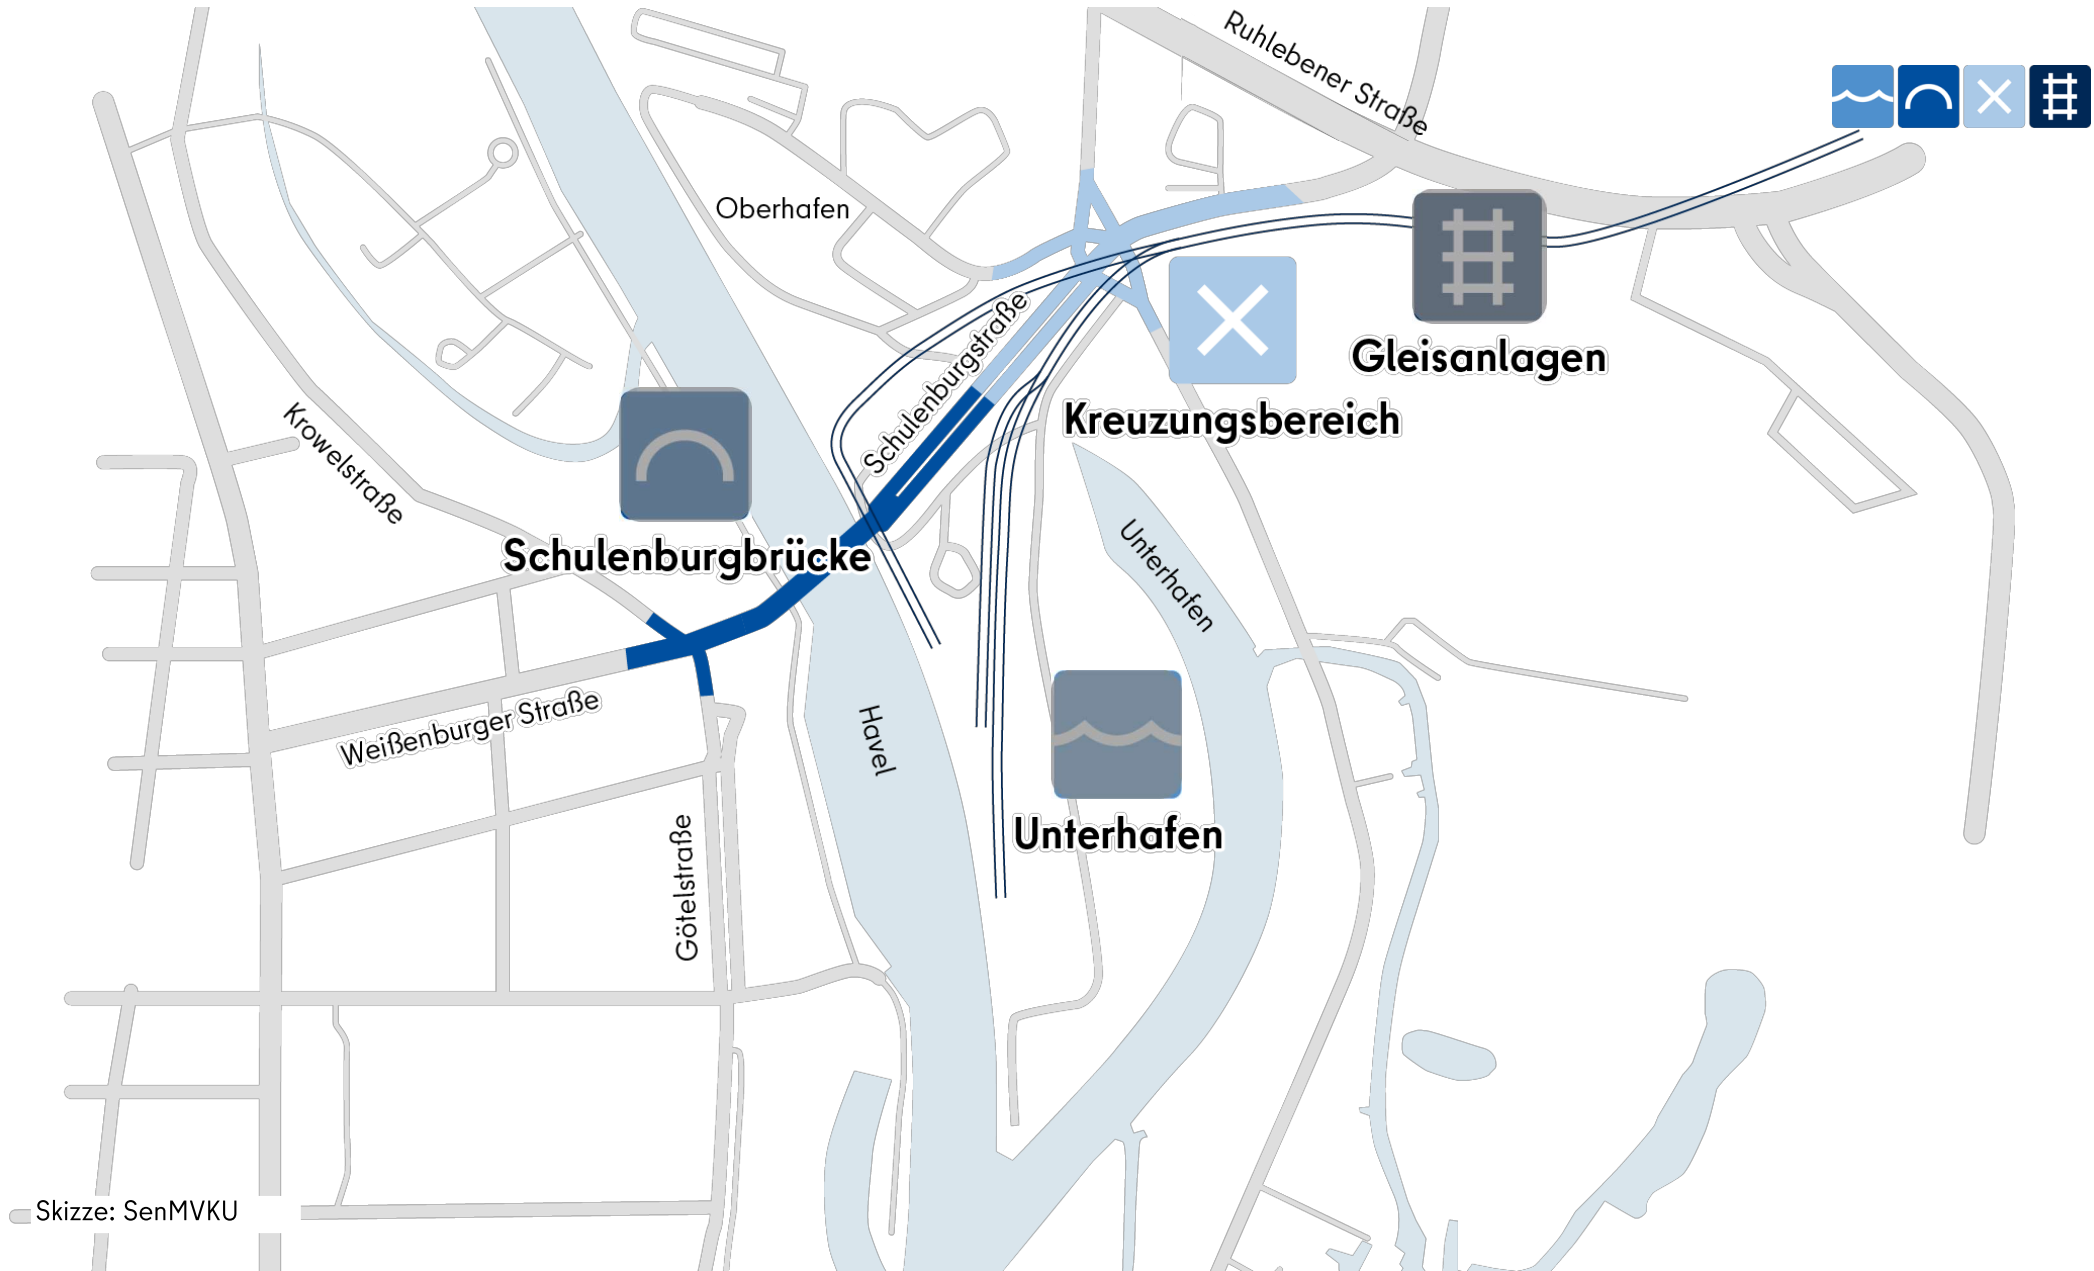 Ruhlebener Straße
Oberhafen
Schulenburgstraße
Gleisanlagen
Kreuzungsbereich
Krowelstraße
Schulenburgbrücke
Unterhafen
Weißenburger Straße
Havel
Unterhafen
Götelstraße
Skizze: SenMVKU